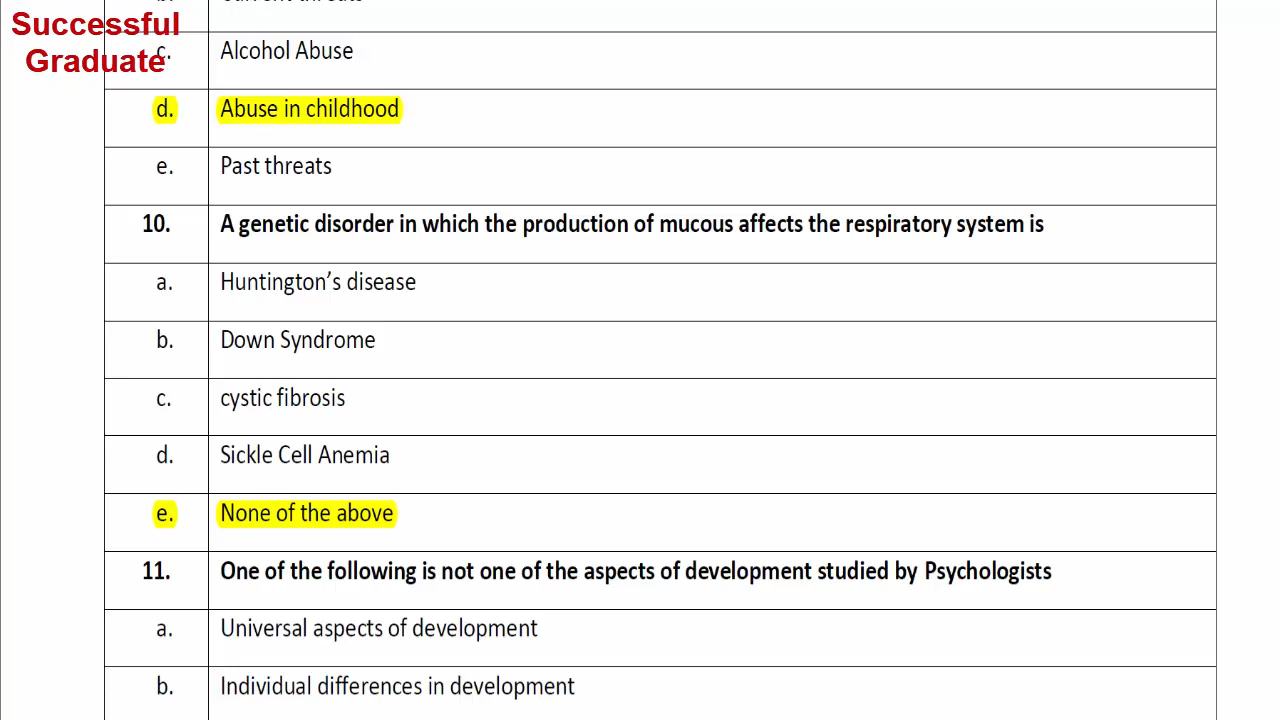 Successful
Graduate
c. Alcohol Abuse
d. Abuse in childhood
e. Past threats
10. A genetic disorder in which the production of mucous affects the respiratory system is
a. Huntington’s disease
b. Down Syndrome
c. cystic fibrosis
d. Sickle Cell Anemia
e. None of the above
11. One of the following is not one of the aspects of development studied by Psychologists
a. Universal aspects of development
b. Individual differences in development